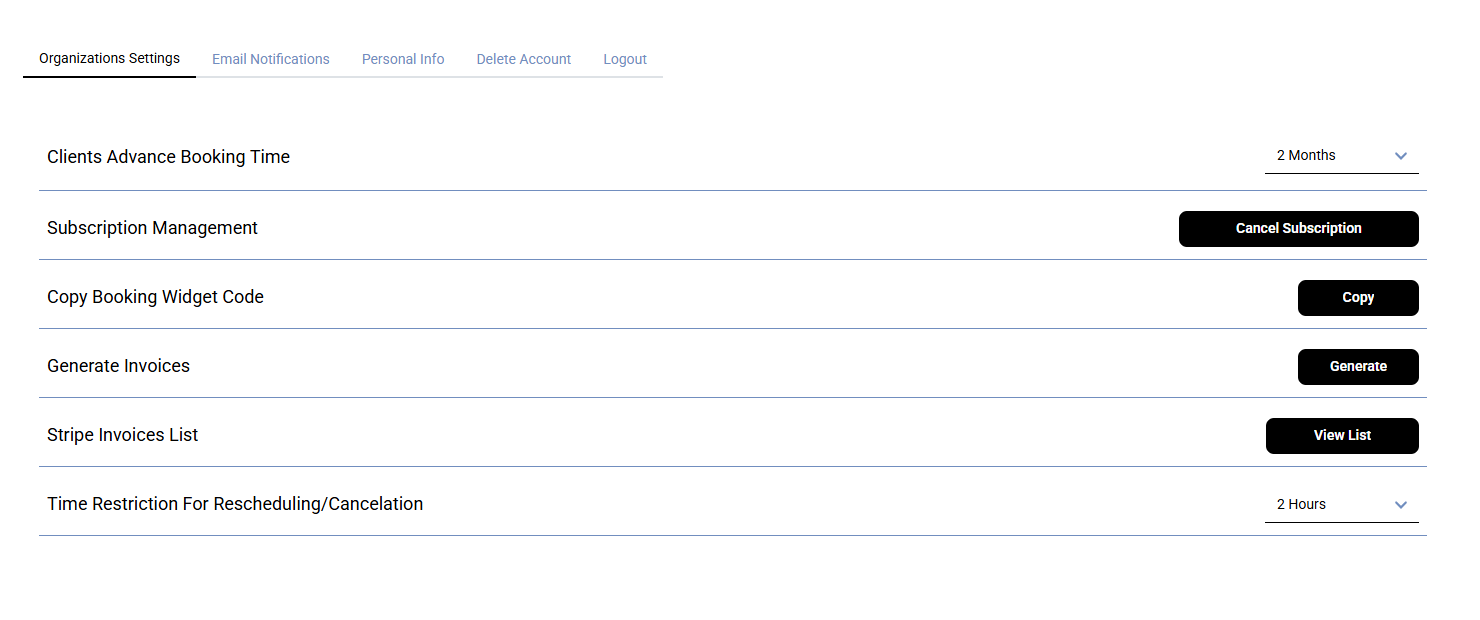 Organizations Settings Email Notifications Personal Info Delete Account Logout
Clients Advance Booking Time 2 Months
Subscription Management Cancel Subscription
Copy Booking Widget Code Copy
Generate Invoices Generate
Stripe Invoices List View List
Time Restriction For Rescheduling/Cancelation 2 Hours